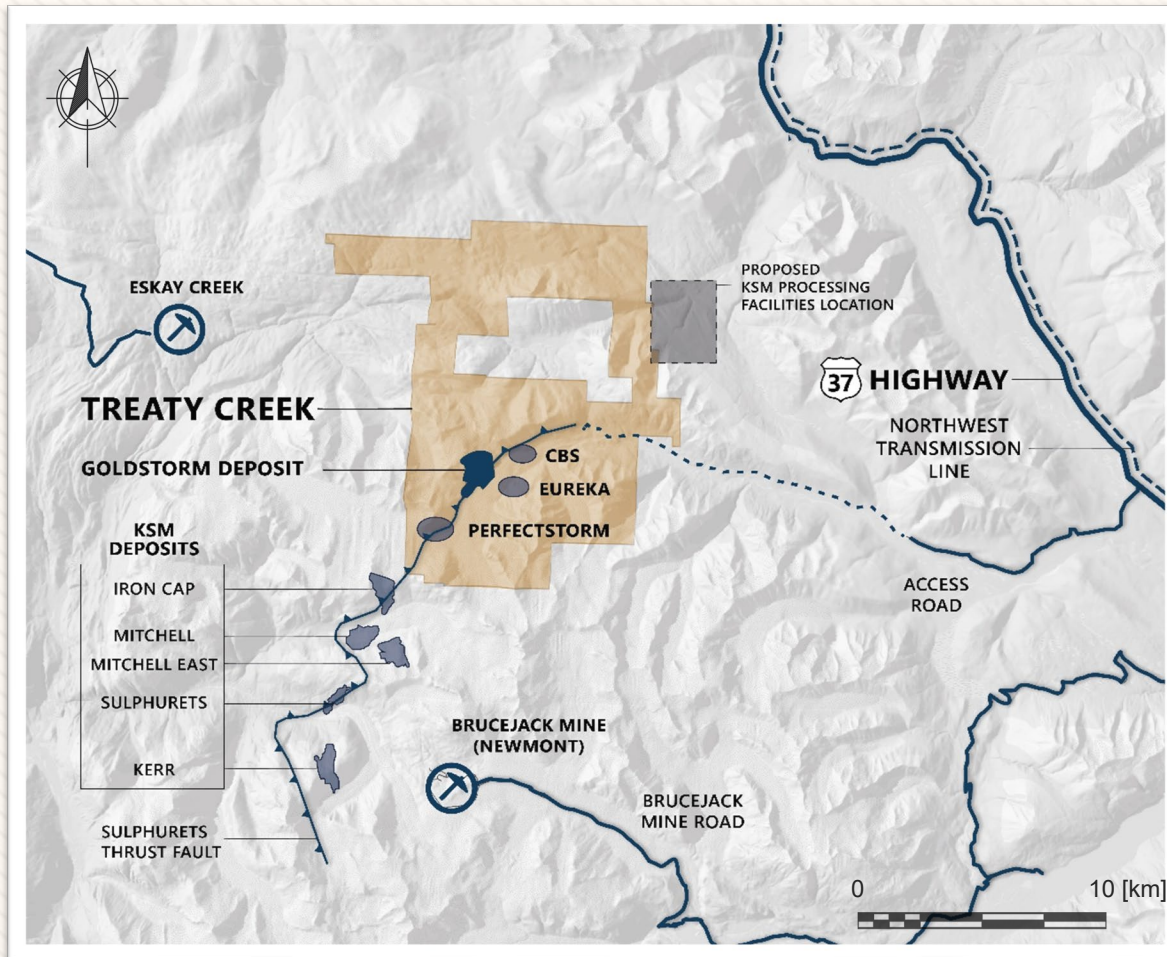 ESKAY CREEK
PROPOSED
KSM PROCESSING
FACILITIES LOCATION
37 HIGHWAY
TREATY CREEK
NORTHWEST
TRANSMISSION
LINE
GOLDSTORM DEPOSIT
CBS
EUREKA
PERFECTSTORM
KSM
DEPOSITS
IRON CAP
MITCHELL
MITCHELL EAST
SULPHURETS
KERR
SULPHURETS
THRUST FAULT
ACCESS
ROAD
BRUCEJACK MINE
(NEWMONT)
BRUCEJACK
MINE ROAD
0 10 [km]